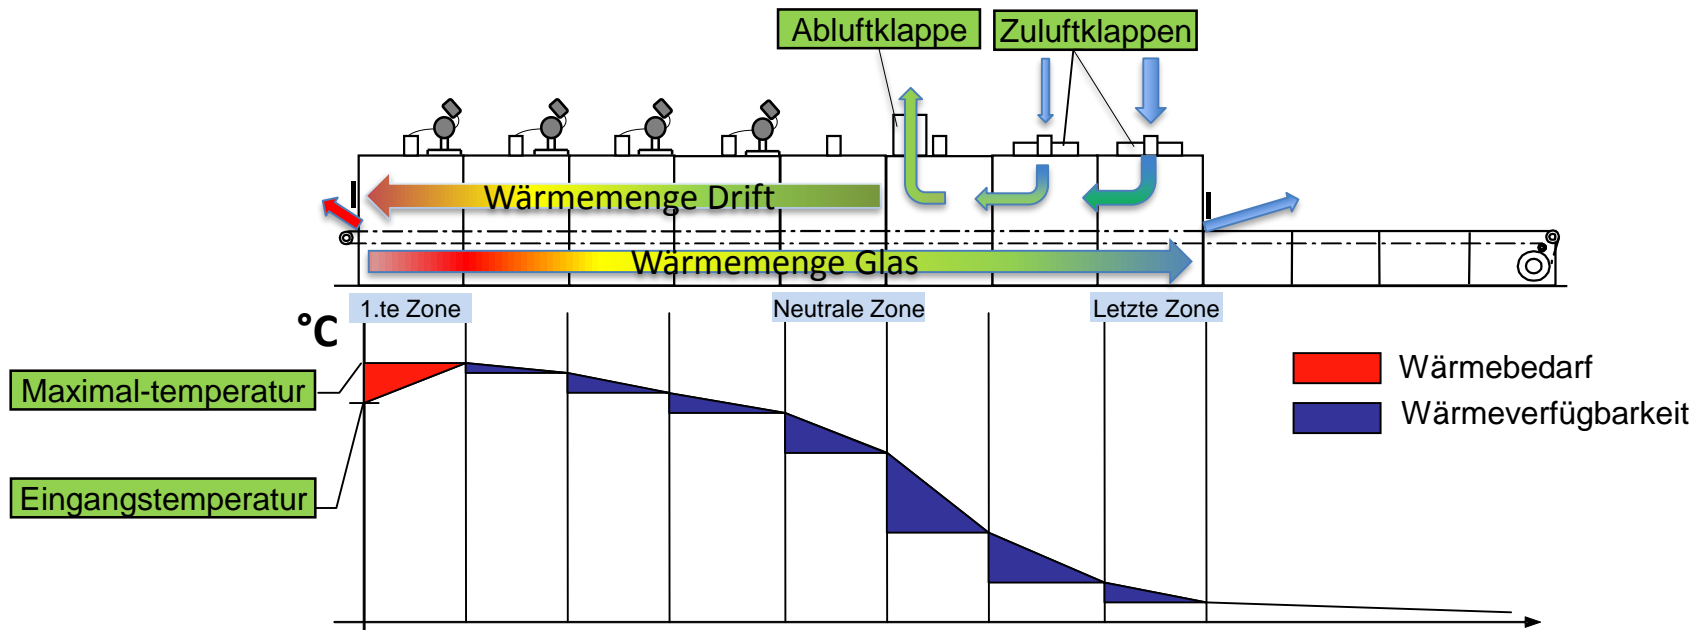 Abluftklappe
Zuluftklappen
Wärmemenge Drift
Wärmemenge Glas
1.te Zone
Neutrale Zone
Letzte Zone
°C
Maximal-temperatur
Eingangstemperatur
Wärmebedarf
Wärmeverfügbarkeit